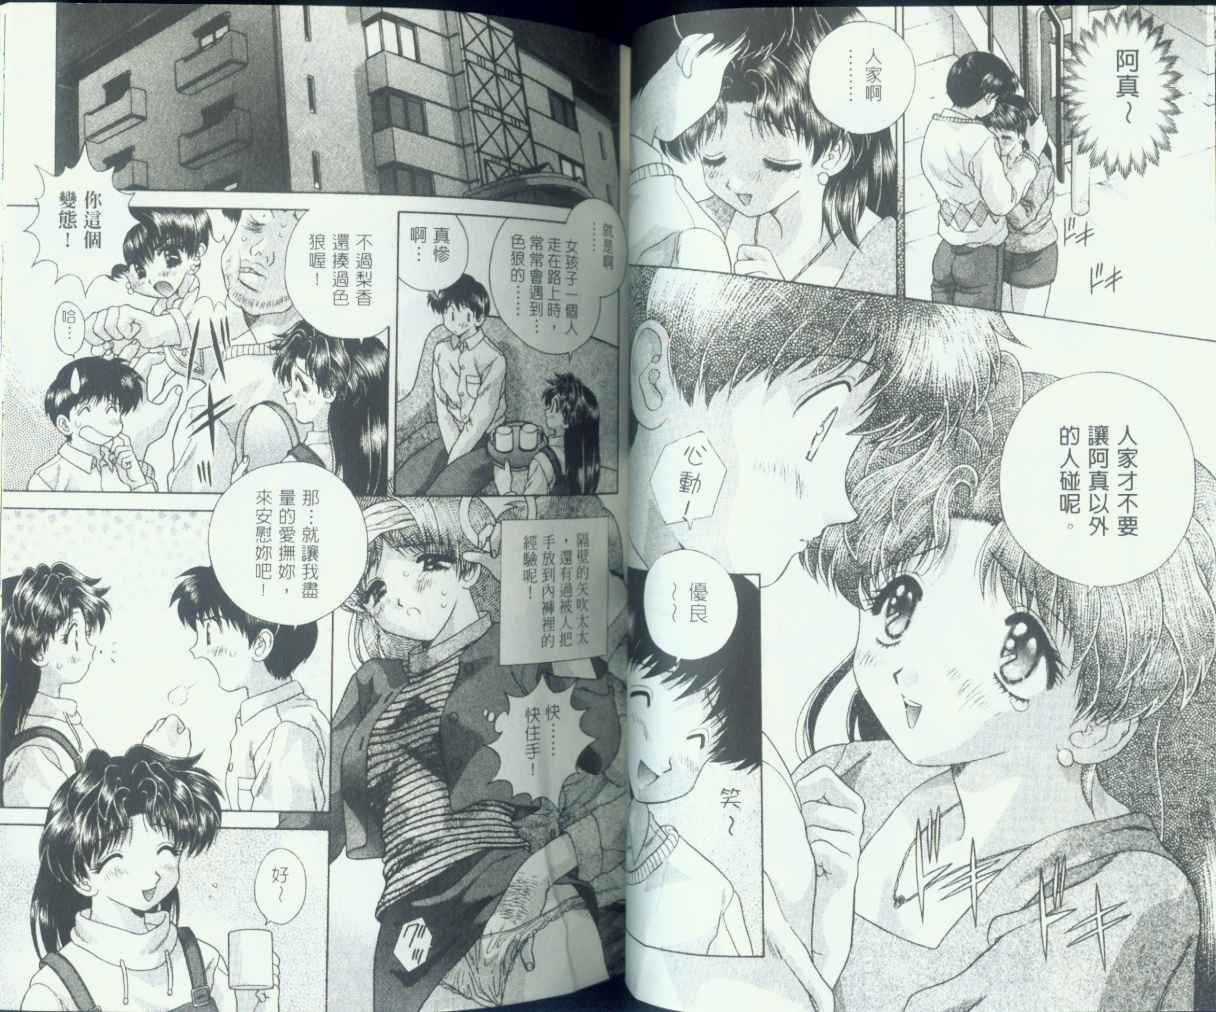 阿真~
人家啊
………
ドキ
ドキ
人家才不要
讓阿真以外
的人碰呢。
心動!
優良
~~
笑~
ドキ
ドキ
就是啊
……
女孩子一個人
走在路上時，
常常會遇到…
色狼的……
真慘
啊…
不過梨香
還揍過色
狼喔！
你這個
變態！
哈…
隔壁的矢吹太太
，還有過被人把
手放到內褲裡的
經驗呢！
快……
快住手！
那…就讓我盡
量的愛撫妳，
來安慰妳吧！
好~